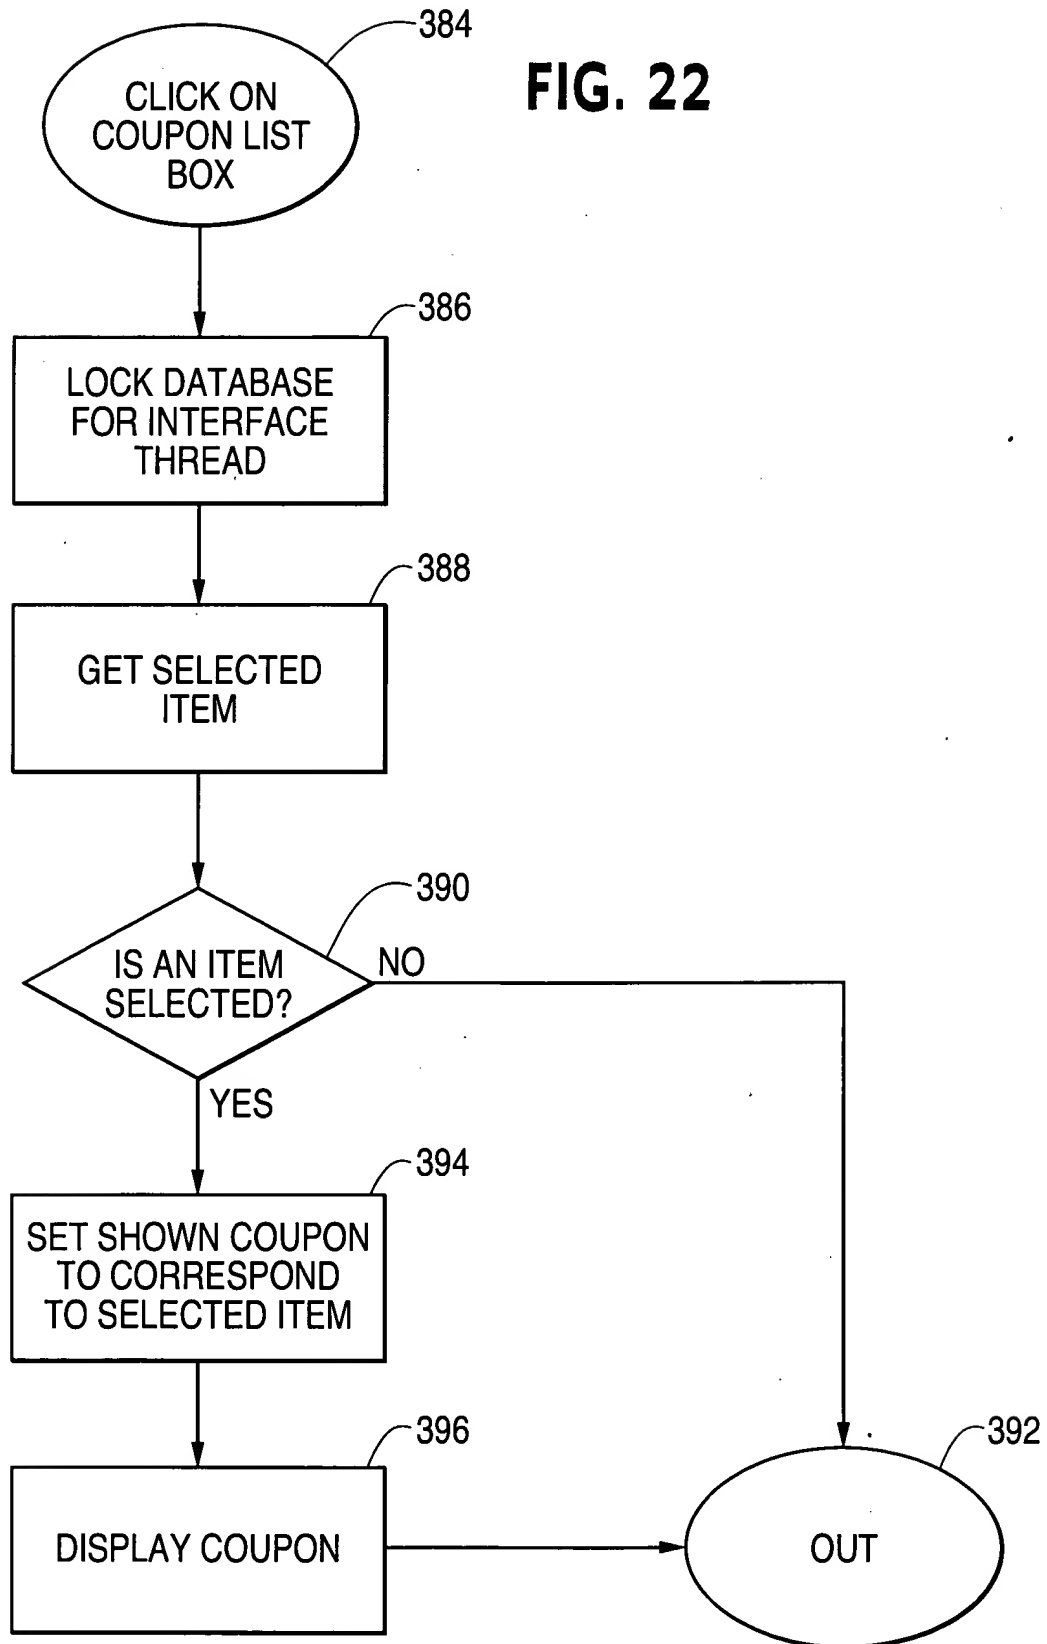 384
FIG. 22
CLICK ON
COUPON LIST
BOX
386
LOCK DATABASE
FOR INTERFACE
THREAD
388
GET SELECTED
ITEM
390
IS AN ITEM
SELECTED?
NO
YES
394
SET SHOWN COUPON
TO CORRESPOND
TO SELECTED ITEM
396
DISPLAY COUPON
392
OUT